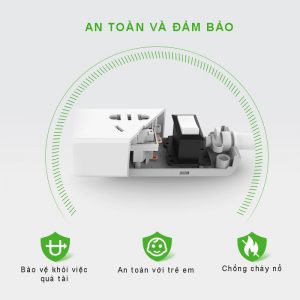 AN TOÀN VÀ ĐẢM BẢO
Bảo vệ khỏi việc
quá tải
An toàn với trẻ em
Chống cháy nổ